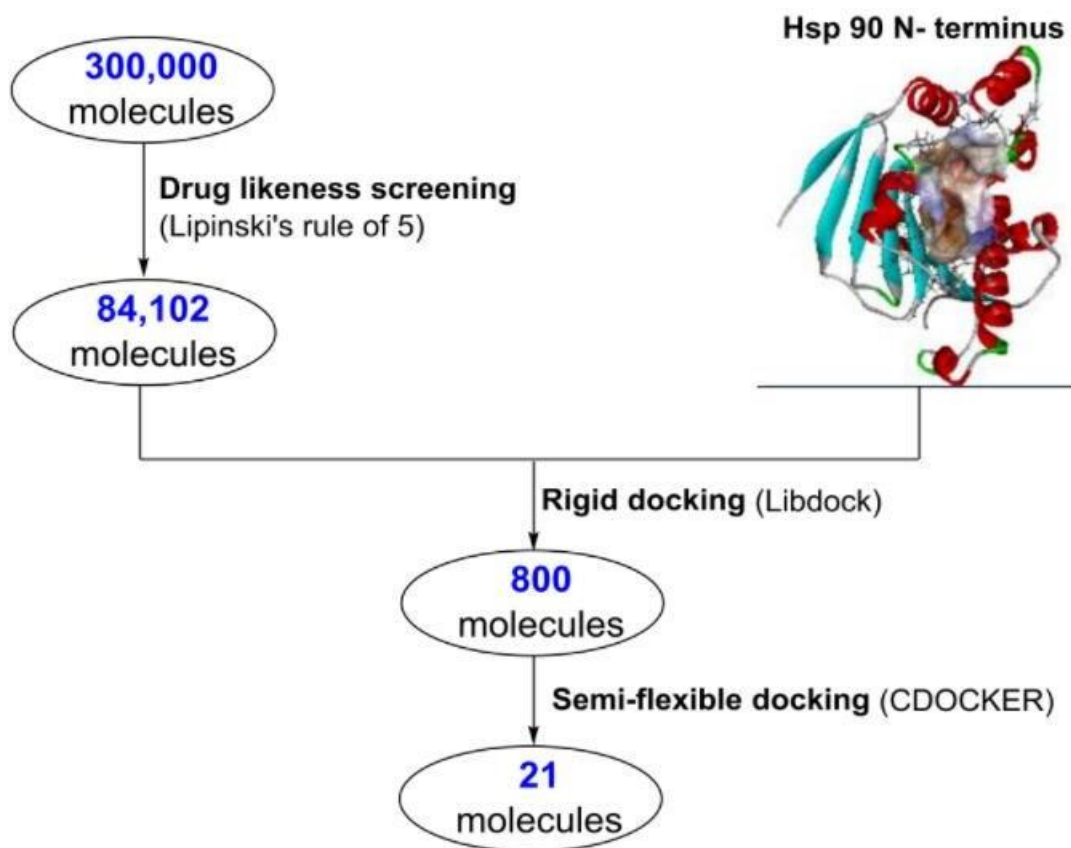 Hsp 90 N- terminus
300,000
molecules
Drug likeness screening
(Lipinski's rule of 5)
84,102
molecules
Rigid docking (Libdock)
800
molecules
Semi-flexible docking (CDOCKER)
21
molecules